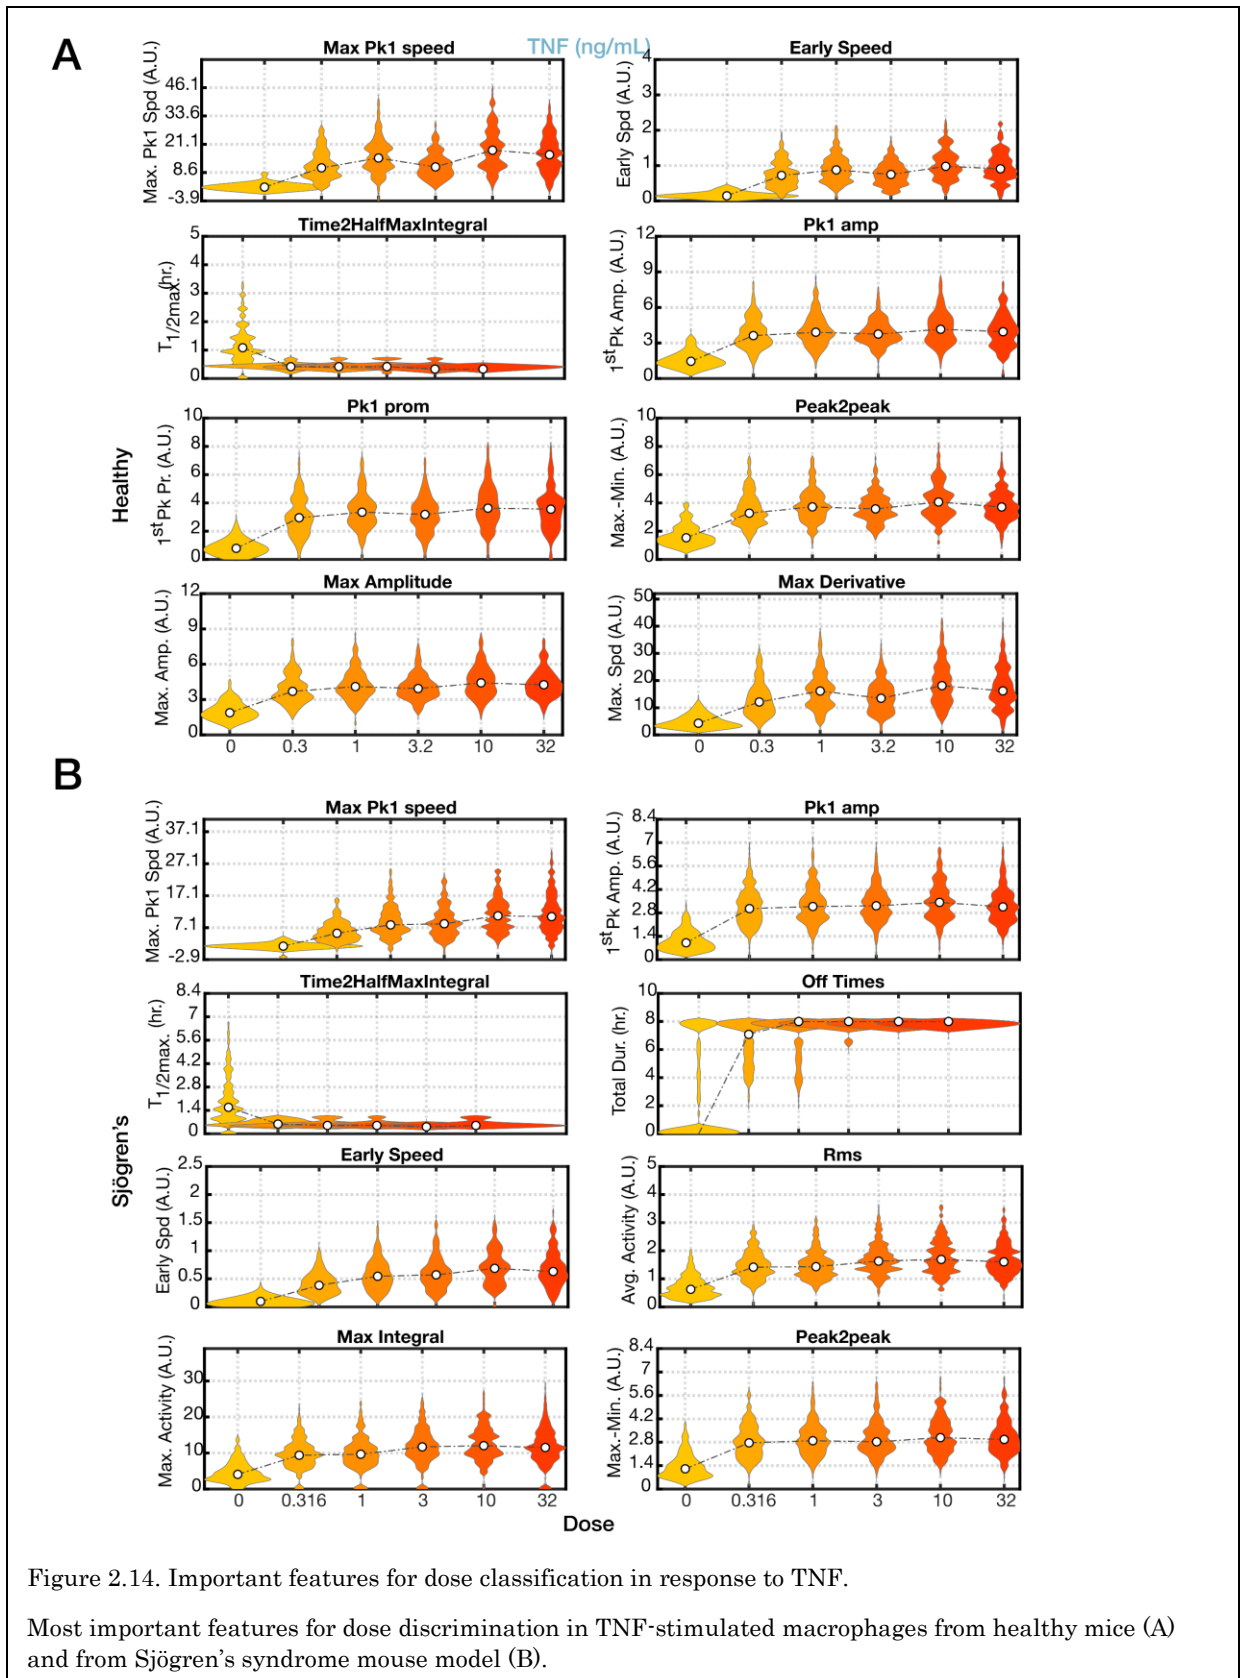 A
TNF (ng/mL)
Max Pk1 speed
Max. Pk1 Spd (A.U.)
46.1
33.6
21.1
8.6
-3.9
Early Speed
Early Spd (A.U.)
4
3
2
1
0
Time2HalfMaxIntegral
T1/2max. (hr.)
5
4
3
2
1
0
Pk1 amp
1st Pk Amp. (A.U.)
12
9
6
3
0
Healthy
Pk1 prom
1st Pk Pr. (A.U.)
10
8
6
4
2
0
Peak2peak
Max.-Min. (A.U.)
10
8
6
4
2
0
Max Amplitude
Max. Amp. (A.U.)
12
9
6
3
0
0 0.3 1 3.2 10 32
Max Derivative
Max. Spd (A.U.)
50
40
30
20
10
0
0 0.3 1 3.2 10 32
B
Max Pk1 speed
Max. Pk1 Spd (A.U.)
37.1
27.1
17.1
7.1
-2.9
Pk1 amp
1st Pk Amp. (A.U.)
8.4
7
5.6
4.2
2.8
1.4
0
Time2HalfMaxIntegral
T1/2max. (hr.)
8.4
7
5.6
4.2
2.8
1.4
0
Off Times
Total Dur. (hr.)
10
8
6
4
2
0
Sjögren's
Early Speed
Early Spd (A.U.)
2.5
2
1.5
1
0.5
0
Rms
Avg. Activity (A.U.)
5
4
3
2
1
0
Max Integral
Max. Activity (A.U.)
30
20
10
0
0 0.316 1 3 10 32
Peak2peak
Max.-Min. (A.U.)
8.4
7
5.6
4.2
2.8
1.4
0
0 0.316 1 3 10 32
Dose
Figure 2.14. Important features for dose classification in response to TNF.
Most important features for dose discrimination in TNF-stimulated macrophages from healthy mice (A)
and from Sjögren's syndrome mouse model (B).